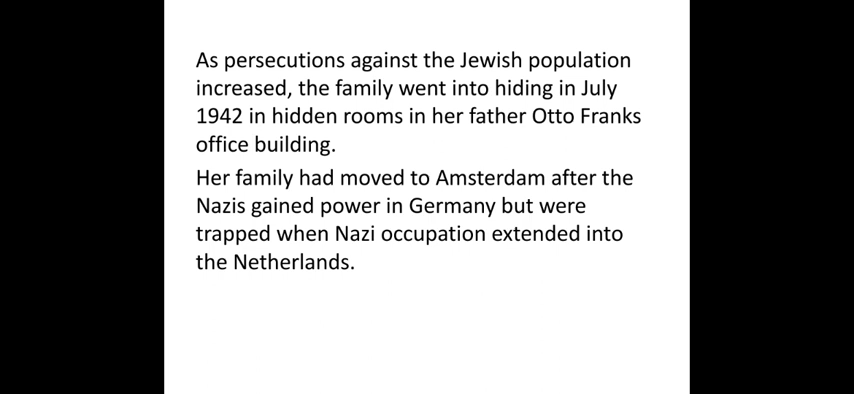 As persecutions against the Jewish population
increased, the family went into hiding in July
1942 in hidden rooms in her father Otto Franks
office building.
Her family had moved to Amsterdam after the
Nazis gained power in Germany but were
trapped when Nazi occupation extended into
the Netherlands.